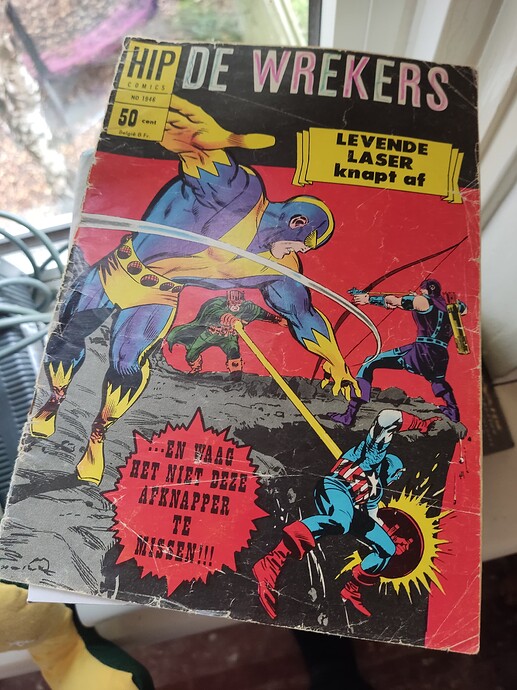 HIP
COMICS
NO 1946
50 cent
België 8 Fr.
DE WREKERS
LEVENDE
LASER
knapt af
...EN WAAG
HET NIET DEZE
AFKNAPPER
TE
MISSEN!!!